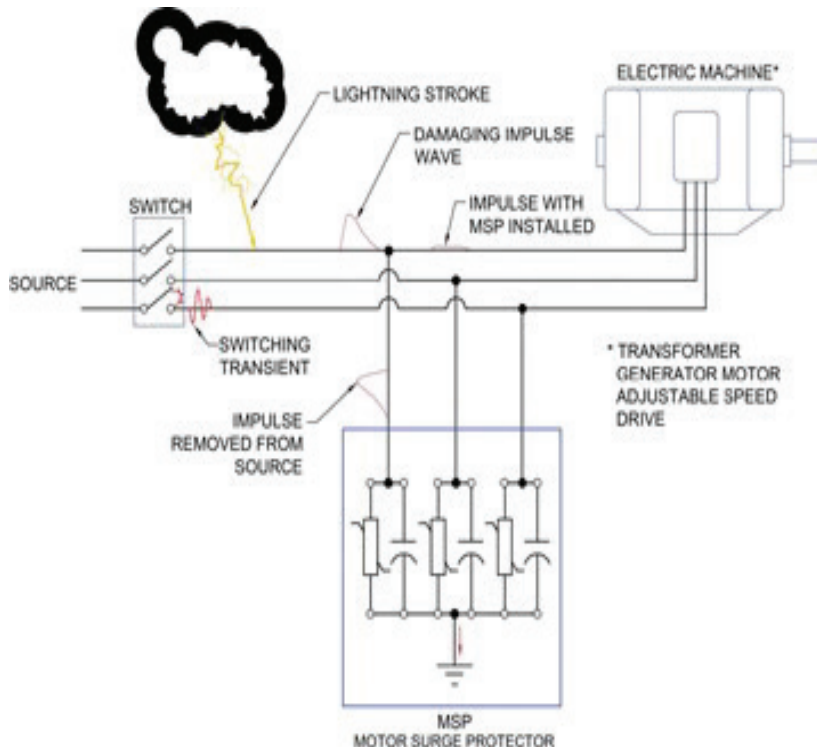 ELECTRIC MACHINE*
LIGHTNING STROKE
DAMAGING IMPULSE
WAVE
IMPULSE WITH
MSP INSTALLED
SWITCH
SOURCE
SWITCHING
TRANSIENT
* TRANSFORMER
GENERATOR MOTOR
ADJUSTABLE SPEED
DRIVE
IMPULSE
REMOVED FROM
SOURCE
MSP
MOTOR SURGE PROTECTOR